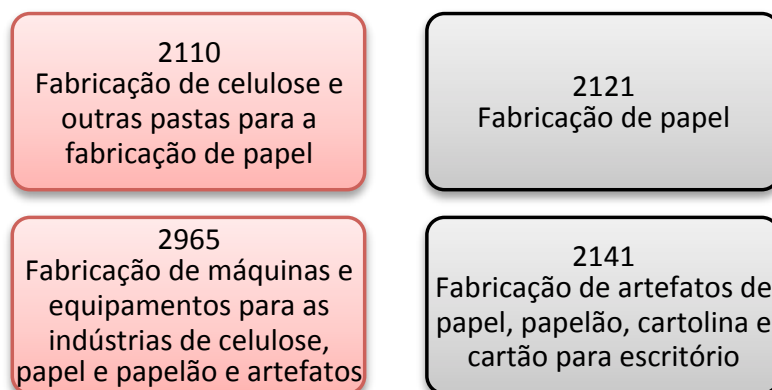 2110
Fabricação de celulose e
outras pastas para a
fabricação de papel
2121
Fabricação de papel
2965
Fabricação de máquinas e
equipamentos para as
indústrias de celulose,
papel e papelão e artefatos
2141
Fabricação de artefatos de
papel, papelão, cartolina e
cartão para escritório